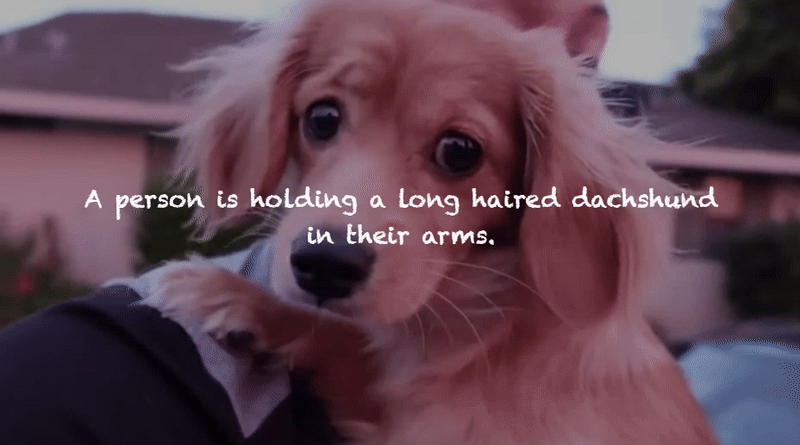 A person is holding a long haired dachshund
in their arms.